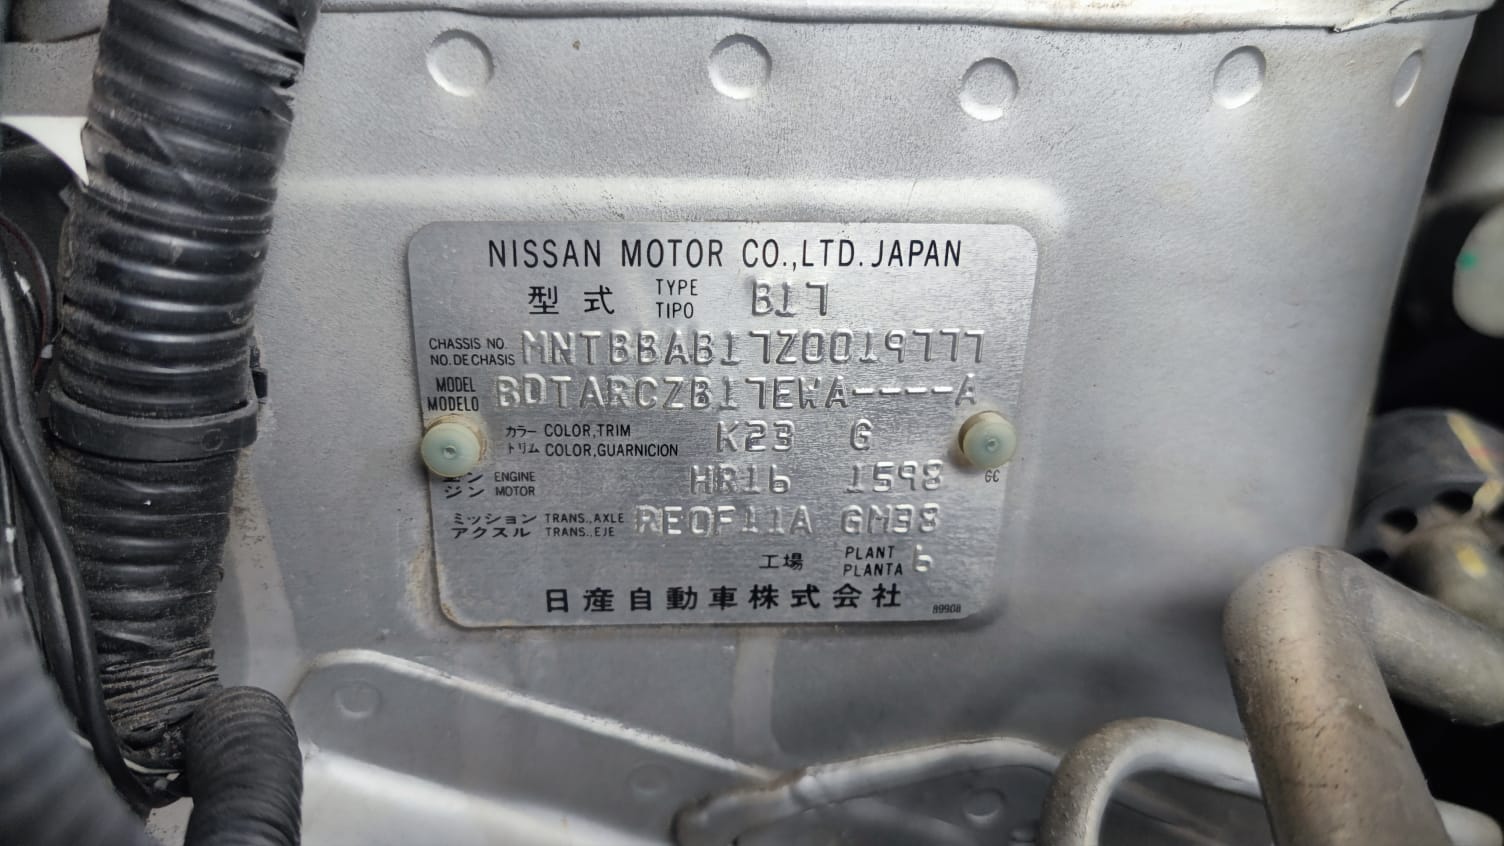 NISSAN MOTOR CO.,LTD. JAPAN
型式 TYPE TIPO B17
CHASSIS NO. NO. DE CHASIS MNTBBAB17Z0019777
MODEL MODELO BDTARCZB17EWA----A
カラー COLOR,TRIM トリム COLOR,GUARNICION K23 G
ジン ENGINE MOTOR HR16 1598 GC
ミッション TRANS.,AXLE アクスル TRANS.,EJE RE0F11A GM38
工場 PLANT PLANTA 6
日産自動車株式会社 89908